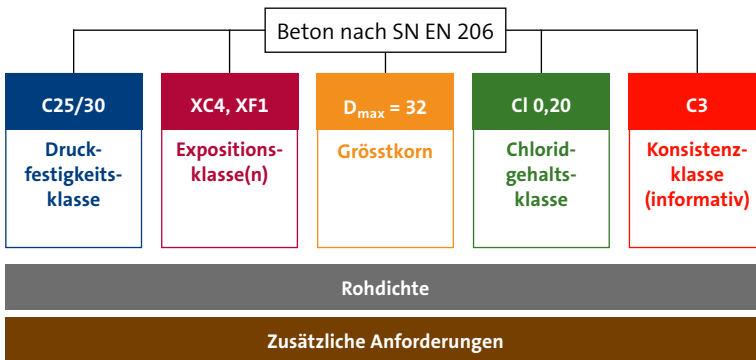 Beton nach SN EN 206
C25/30
Druck-
festigkeits-
klasse
XC4, XF1
Expositions-
klasse(n)
Dmax = 32
Grösstkorn
Cl 0,20
Chlorid-
gehalts-
klasse
C3
Konsistenz-
klasse
(informativ)
Rohdichte
Zusätzliche Anforderungen